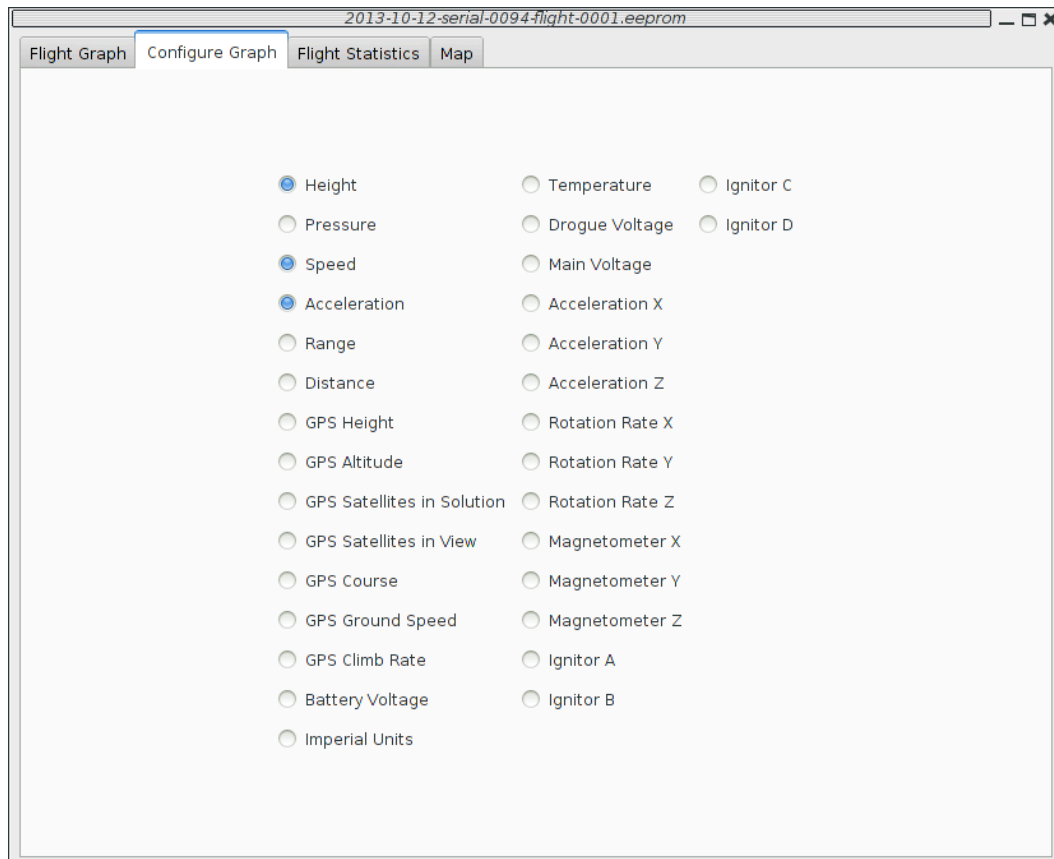 2013-10-12-serial-0094-flight-0001.eeprom
Flight Graph Configure Graph Flight Statistics Map
Height Temperature Ignitor C
Pressure Drogue Voltage Ignitor D
Speed Main Voltage
Acceleration Acceleration X
Range Acceleration Y
Distance Acceleration Z
GPS Height Rotation Rate X
GPS Altitude Rotation Rate Y
GPS Satellites in Solution Rotation Rate Z
GPS Satellites in View Magnetometer X
GPS Course Magnetometer Y
GPS Ground Speed Magnetometer Z
GPS Climb Rate Ignitor A
Battery Voltage Ignitor B
Imperial Units